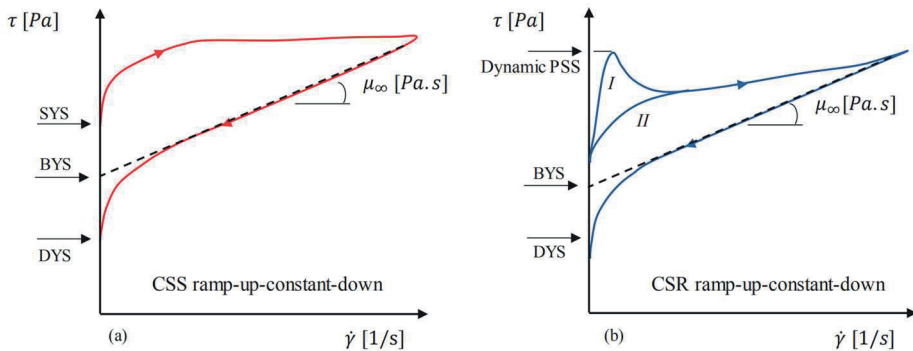 τ [Pa]
SYS
BYS
DYS
μ∞ [Pa.s]
CSS ramp-up-constant-down
(a)
γ̇ [1/s]
τ [Pa]
Dynamic PSS
I
II
BYS
DYS
μ∞ [Pa.s]
CSR ramp-up-constant-down
(b)
γ̇ [1/s]